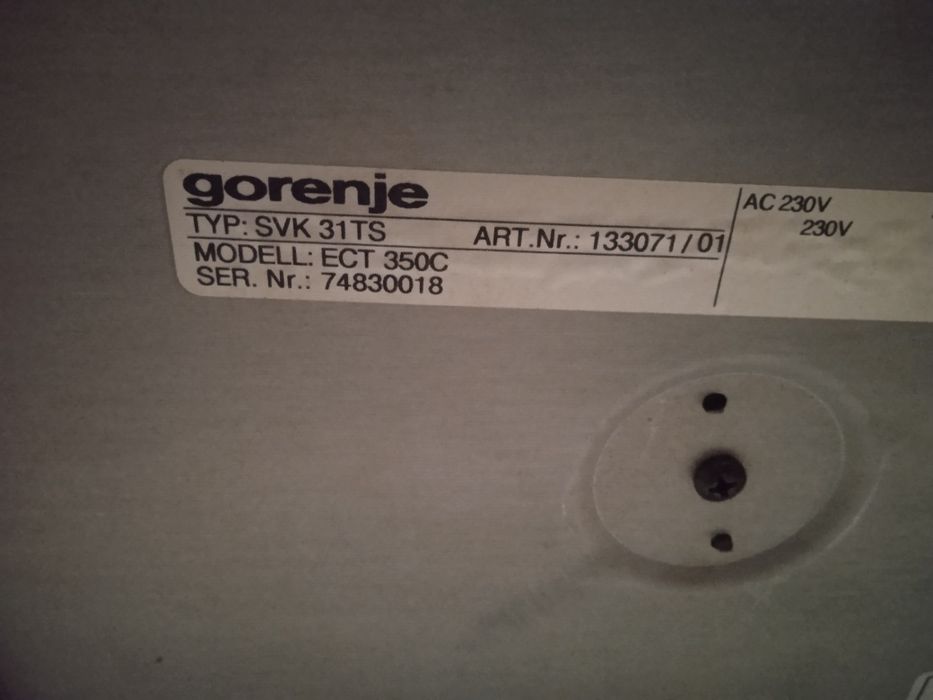 gorenje
TYP: SVK 31TS ART.Nr.: 133071/01
MODELL: ECT 350C
SER. Nr.: 74830018
AC 230V
230V